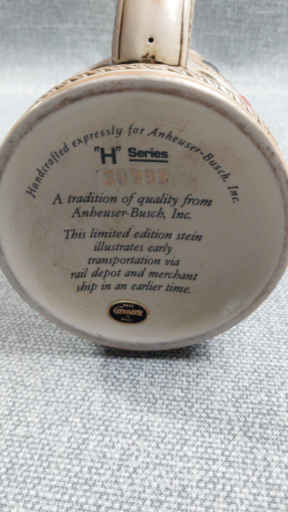 Handcrafted expressly for Anheuser-Busch, Inc.
"H" Series
A tradition of quality from
Anheuser-Busch, Inc.
This limited edition stein
illustrates early
transportation via
rail depot and merchant
ship in an earlier time.